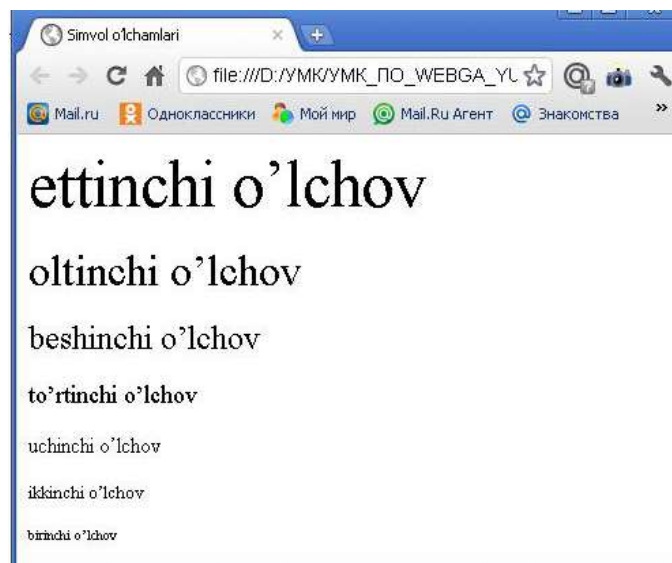 Simvol o'lchamlari
file:///D:/УМК/УМК_ПО_WEBGA_YU
Mail.ru Одноклассники Мой мир Mail.Ru Агент Знакомства »
ettinchi o’lchov
oltinchi o’lchov
beshinchi o’lchov
to’rtinchi o’lchov
uchinchi o’lchov
ikkinchi o’lchov
birinchi o’lchov